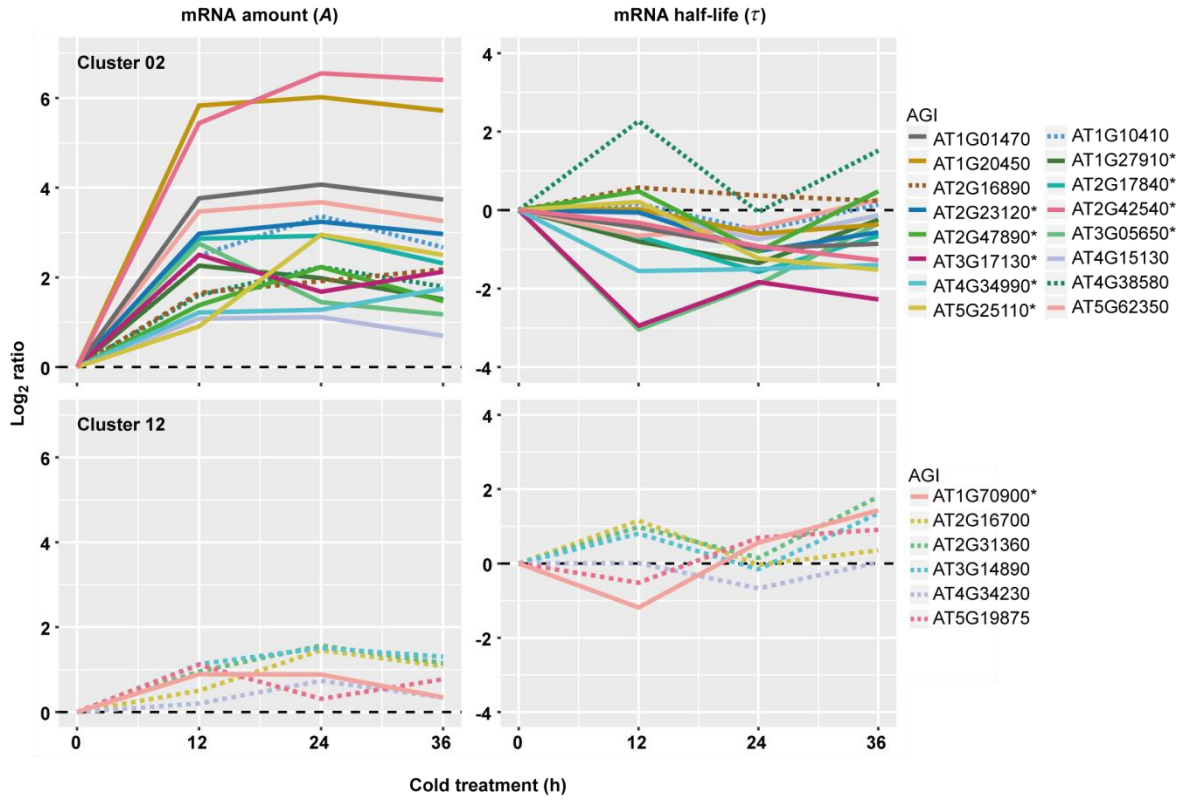 mRNA amount (A) mRNA half-life (τ)
Cluster 02
6
4
2
0
4
2
0
-2
-4
AGI
AT1G01470 AT1G10410
AT1G20450 AT1G27910*
AT2G16890 AT2G17840*
AT2G23120* AT2G42540*
AT2G47890* AT3G05650*
AT3G17130* AT4G15130
AT4G34990* AT4G38580
AT5G25110* AT5G62350
Log2 ratio
Cluster 12
6
4
2
0
4
2
0
-2
-4
AGI
AT1G70900*
AT2G16700
AT2G31360
AT3G14890
AT4G34230
AT5G19875
0 12 24 36 0 12 24 36
Cold treatment (h)